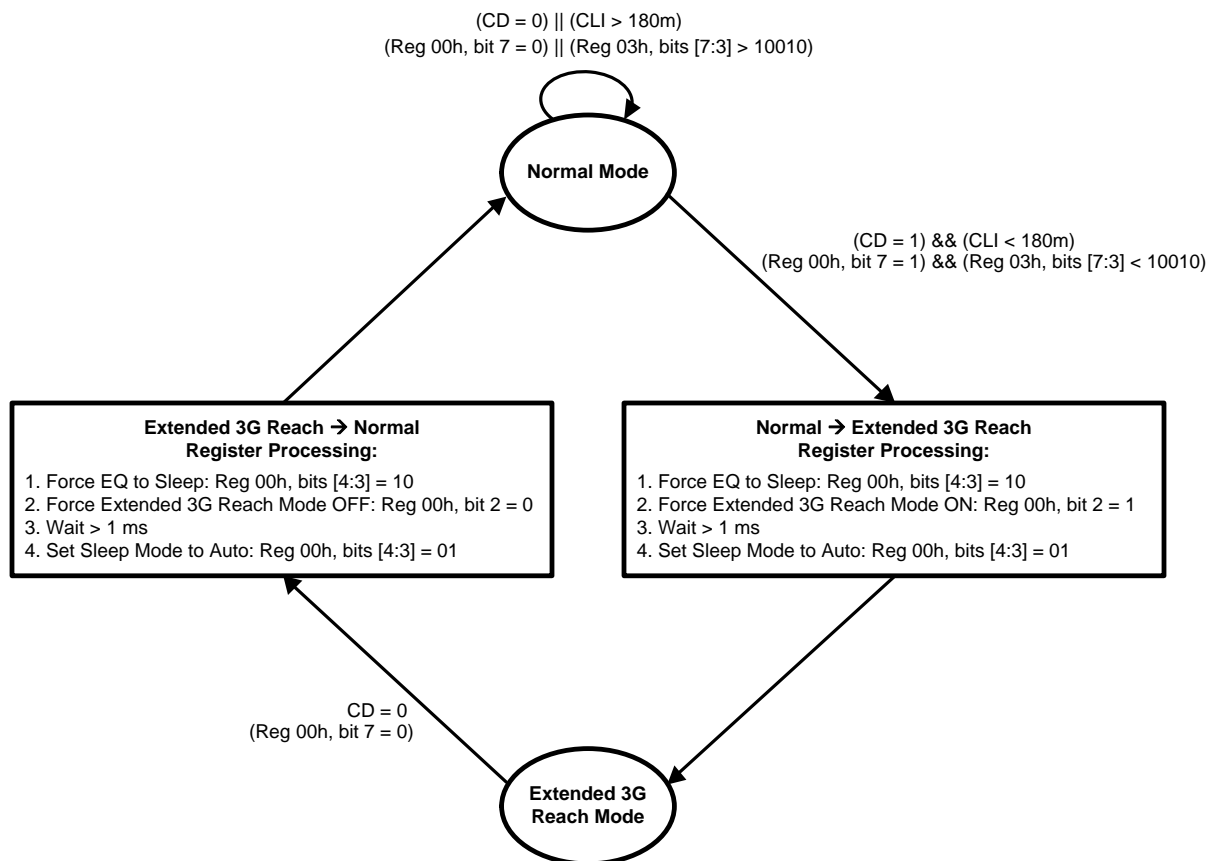 (CD = 0) || (CLI > 180m)
(Reg 00h, bit 7 = 0) || (Reg 03h, bits [7:3] > 10010)
Normal Mode
(CD = 1) && (CLI < 180m)
(Reg 00h, bit 7 = 1) && (Reg 03h, bits [7:3] < 10010)
Extended 3G Reach → Normal
Register Processing:
1. Force EQ to Sleep: Reg 00h, bits [4:3] = 10
2. Force Extended 3G Reach Mode OFF: Reg 00h, bit 2 = 0
3. Wait > 1 ms
4. Set Sleep Mode to Auto: Reg 00h, bits [4:3] = 01
Normal → Extended 3G Reach
Register Processing:
1. Force EQ to Sleep: Reg 00h, bits [4:3] = 10
2. Force Extended 3G Reach Mode ON: Reg 00h, bit 2 = 1
3. Wait > 1 ms
4. Set Sleep Mode to Auto: Reg 00h, bits [4:3] = 01
CD = 0
(Reg 00h, bit 7 = 0)
Extended 3G
Reach Mode